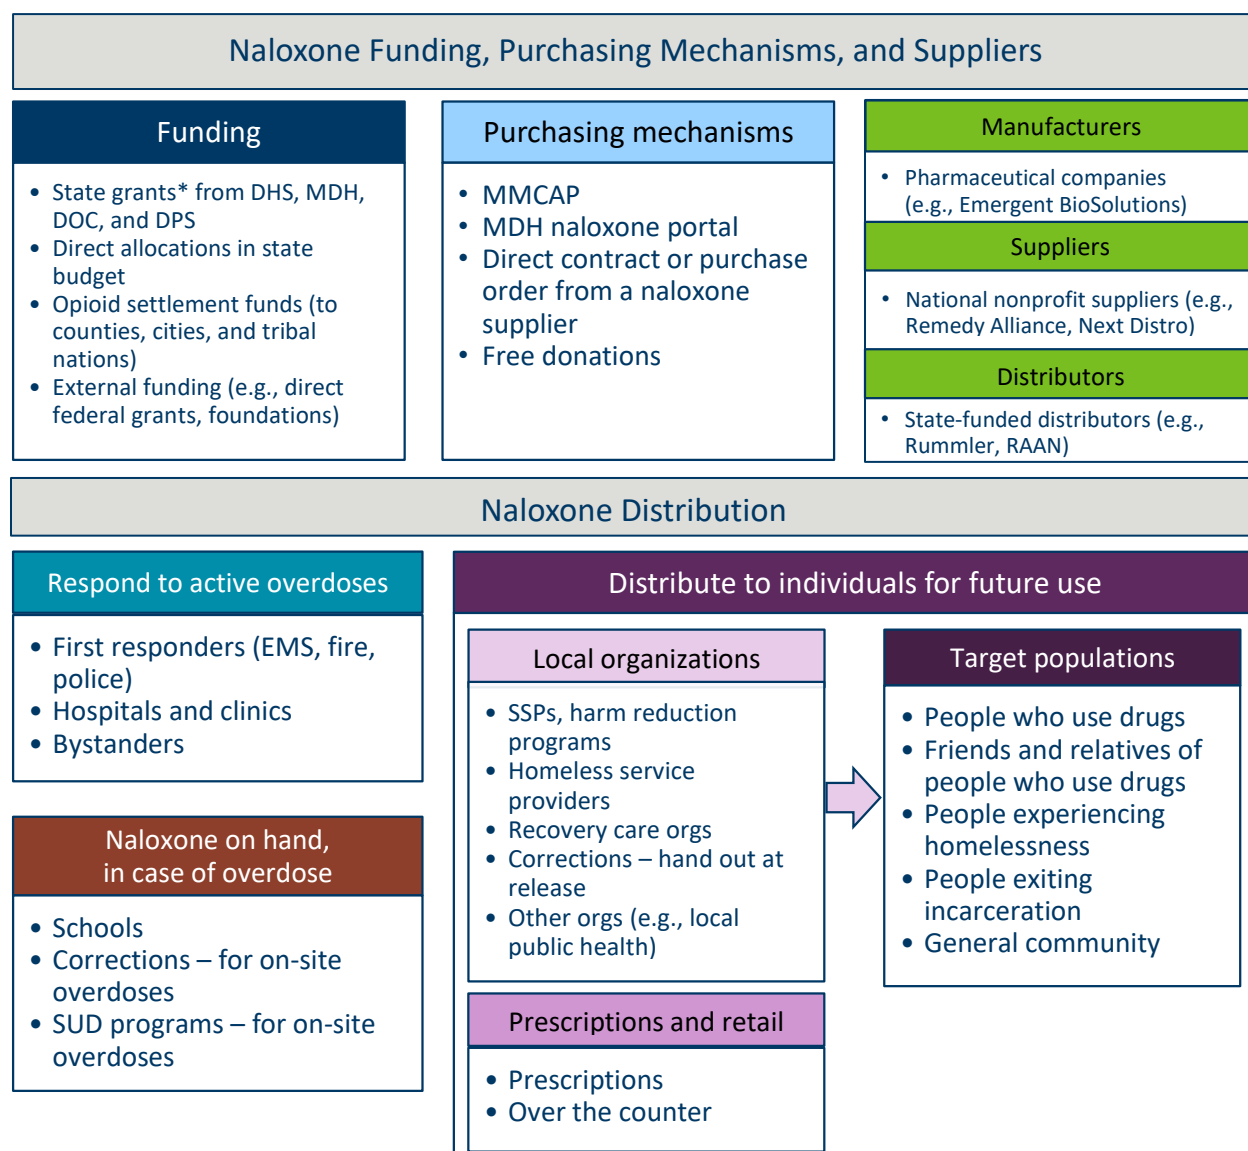 Naloxone Funding, Purchasing Mechanisms, and Suppliers
Funding
• State grants* from DHS, MDH,
DOC, and DPS
• Direct allocations in state
budget
• Opioid settlement funds (to
counties, cities, and tribal
nations)
• External funding (e.g., direct
federal grants, foundations)
Purchasing mechanisms
• MMCAP
• MDH naloxone portal
• Direct contract or purchase
order from a naloxone
supplier
• Free donations
Manufacturers
• Pharmaceutical companies
(e.g., Emergent BioSolutions)
Suppliers
• National nonprofit suppliers (e.g.,
Remedy Alliance, Next Distro)
Distributors
• State-funded distributors (e.g.,
Rummler, RAAN)
Naloxone Distribution
Respond to active overdoses
• First responders (EMS, fire,
police)
• Hospitals and clinics
• Bystanders
Naloxone on hand,
in case of overdose
• Schools
• Corrections – for on-site
overdoses
• SUD programs – for on-site
overdoses
Distribute to individuals for future use
Local organizations
• SSPs, harm reduction
programs
• Homeless service
providers
• Recovery care orgs
• Corrections – hand out at
release
• Other orgs (e.g., local
public health)
Prescriptions and retail
• Prescriptions
• Over the counter
Target populations
• People who use drugs
• Friends and relatives of
people who use drugs
• People experiencing
homelessness
• People exiting
incarceration
• General community